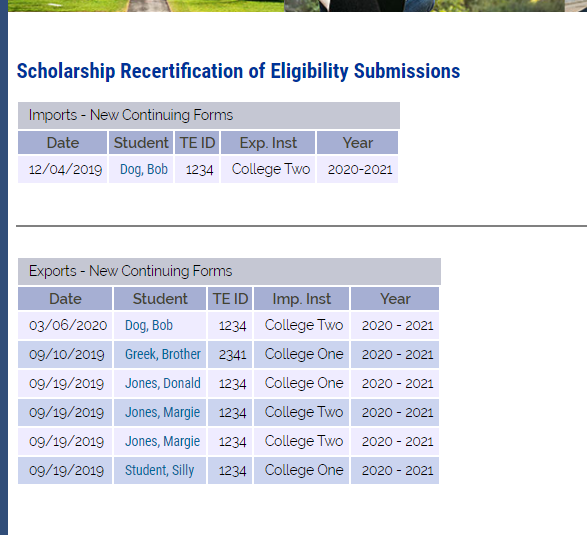 Scholarship Recertification of Eligibility Submissions
Imports - New Continuing Forms
Date Student TE ID Exp. Inst Year
12/04/2019 Dog, Bob 1234 College Two 2020-2021
Exports - New Continuing Forms
Date Student TE ID Imp. Inst Year
03/06/2020 Dog, Bob 1234 College Two 2020 - 2021
09/10/2019 Greek, Brother 2341 College One 2020 - 2021
09/19/2019 Jones, Donald 1234 College One 2020 - 2021
09/19/2019 Jones, Margie 1234 College Two 2020 - 2021
09/19/2019 Jones, Margie 1234 College Two 2020 - 2021
09/19/2019 Student, Silly 1234 College One 2020 - 2021